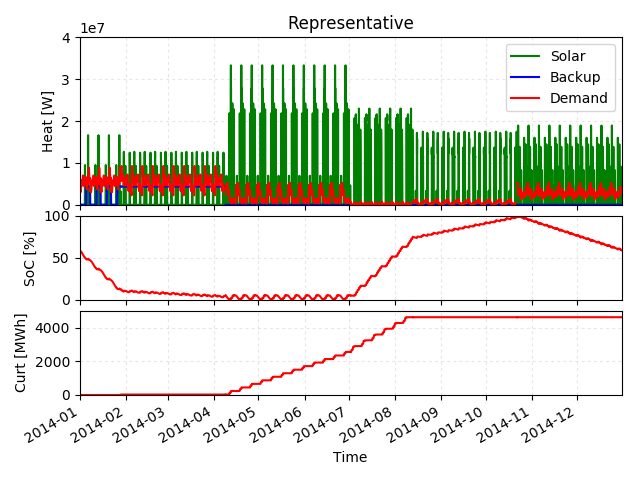 Representative
1e7
4
3
2
1
0
Heat [W]
Solar
Backup
Demand
100
50
0
SoC [%]
4000
2000
0
Curt [MWh]
2014-01
2014-02
2014-03
2014-04
2014-05
2014-06
2014-07
2014-08
2014-09
2014-10
2014-11
2014-12
Time